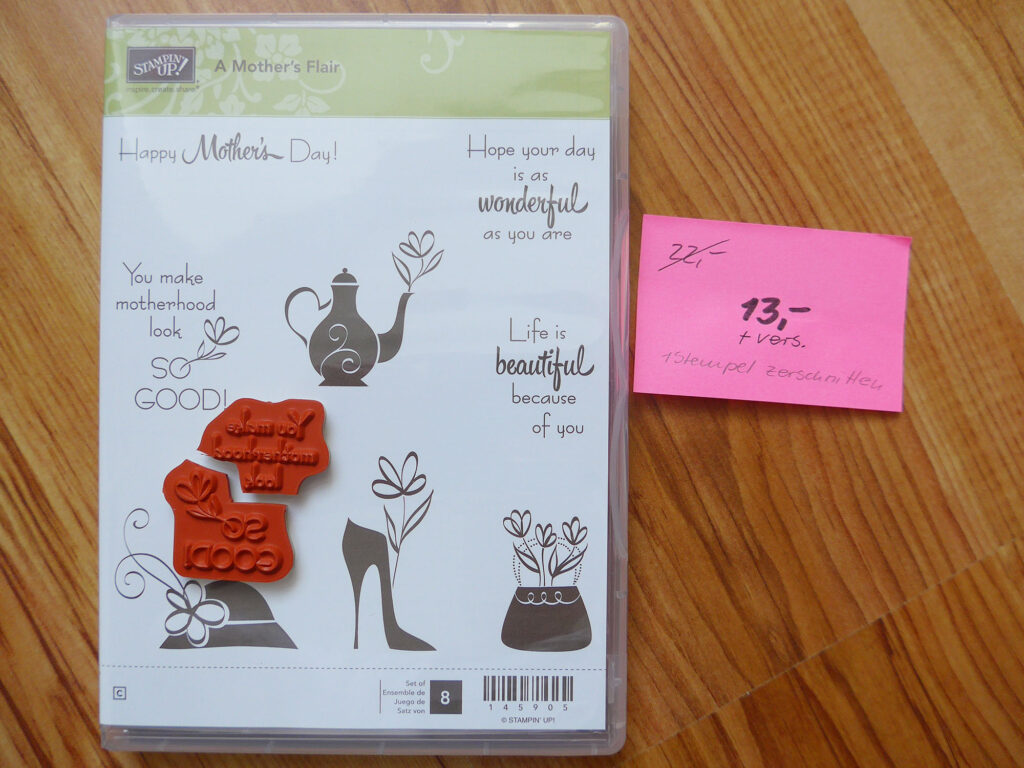 STAMPIN' UP!
inspire.create.share
A Mother's Flair
Happy Mother's Day!
Hope your day
is as
wonderful
as you are
You make
motherhood
look
SO
GOOD!
Life is
beautiful
because
of you
You make
motherhood
look
SO
GOOD!
C
Set of
Ensemble de
Juego de
Satz von
8
145905
© STAMPIN' UP!
22,-
13,-
+ Vers.
1 Stempel zerschnitten